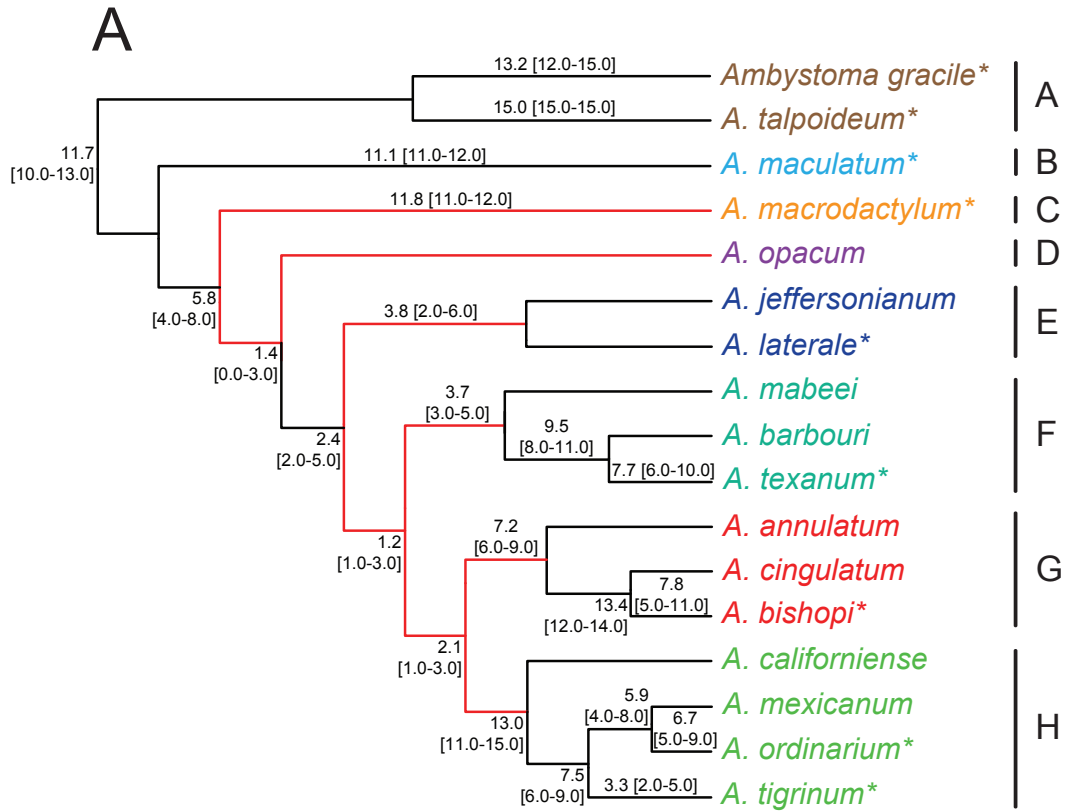 A
13.2 [12.0-15.0]
Ambystoma gracile*
A
15.0 [15.0-15.0]
A. talpoideum*
11.7
[10.0-13.0]
11.1 [11.0-12.0]
A. maculatum*
B
11.8 [11.0-12.0]
A. macrodactylum*
C
A. opacum
D
5.8
[4.0-8.0]
A. jeffersonianum
E
3.8 [2.0-6.0]
A. laterale*
1.4
[0.0-3.0]
3.7
[3.0-5.0]
A. mabeei
F
9.5
[8.0-11.0]
A. barbouri
2.4
[2.0-5.0]
7.7 [6.0-10.0]
A. texanum*
7.2
[6.0-9.0]
A. annulatum
G
1.2
[1.0-3.0]
A. cingulatum
7.8
[5.0-11.0]
13.4
[12.0-14.0]
A. bishopi*
2.1
[1.0-3.0]
A. californiense
H
5.9
[4.0-8.0]
A. mexicanum
6.7
[5.0-9.0]
13.0
[11.0-15.0]
A. ordinarium*
7.5
[6.0-9.0]
3.3 [2.0-5.0]
A. tigrinum*